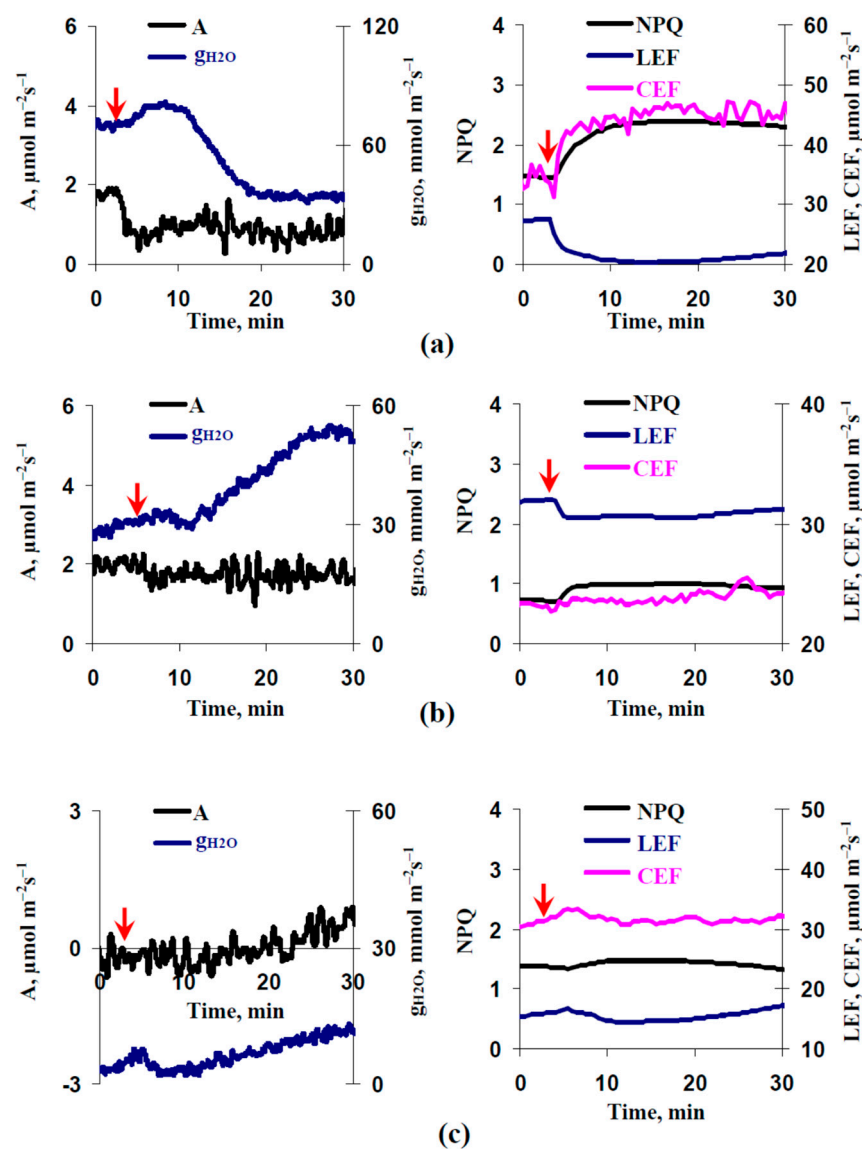 A
gH2O
6
4
2
0
A, μmol m⁻²s⁻¹
120
60
0
gH2O, mmol m⁻²s⁻¹
0 10 20 30
Time, min
NPQ
LEF
CEF
4
3
2
1
0
NPQ
60
50
40
30
20
LEF, CEF, μmol m⁻²s⁻¹
0 10 20 30
Time, min
(a)
A
gH2O
6
4
2
0
A, μmol m⁻²s⁻¹
60
30
0
gH2O, mmol m⁻²s⁻¹
0 10 20 30
Time, min
NPQ
LEF
CEF
4
3
2
1
0
NPQ
40
30
20
LEF, CEF, μmol m⁻²s⁻¹
0 10 20 30
Time, min
(b)
A
gH2O
3
0
-3
A, μmol m⁻²s⁻¹
60
30
0
gH2O, mmol m⁻²s⁻¹
0 10 20 30
Time, min
NPQ
LEF
CEF
4
3
2
1
0
NPQ
50
40
30
20
10
LEF, CEF, μmol m⁻²s⁻¹
0 10 20 30
Time, min
(c)